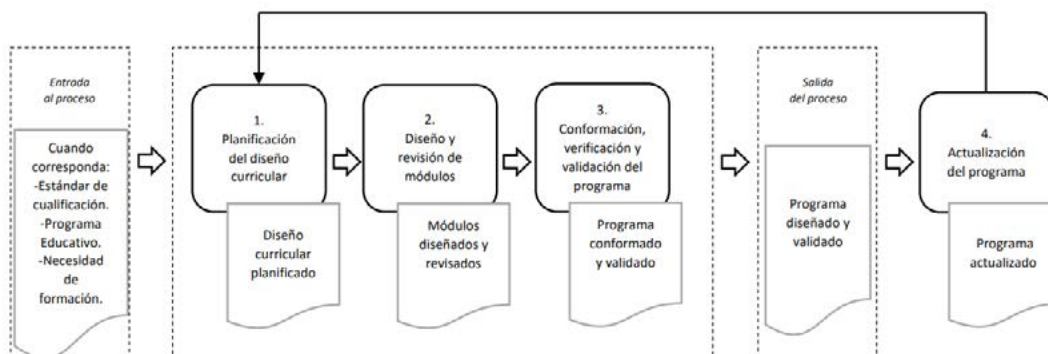 Entrada
al proceso
Cuando
corresponda:
-Estándar de
cualificación.
-Programa
Educativo.
-Necesidad
de
formación.
1.
Planificación
del diseño
curricular
Diseño
curricular
planificado
2.
Diseño y
revisión de
módulos
Módulos
diseñados y
revisados
3.
Conformación,
verificación y
validación del
programa
Programa
conformado
y validado
Salida
del proceso
Programa
diseñado y
validado
4.
Actualización
del programa
Programa
actualizado